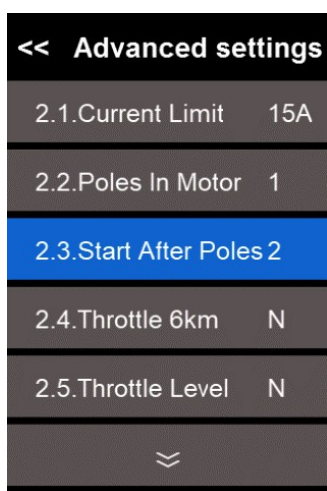 << Advanced settings
2.1.Current Limit 15A
2.2.Poles In Motor 1
2.3.Start After Poles 2
2.4.Throttle 6km N
2.5.Throttle Level N